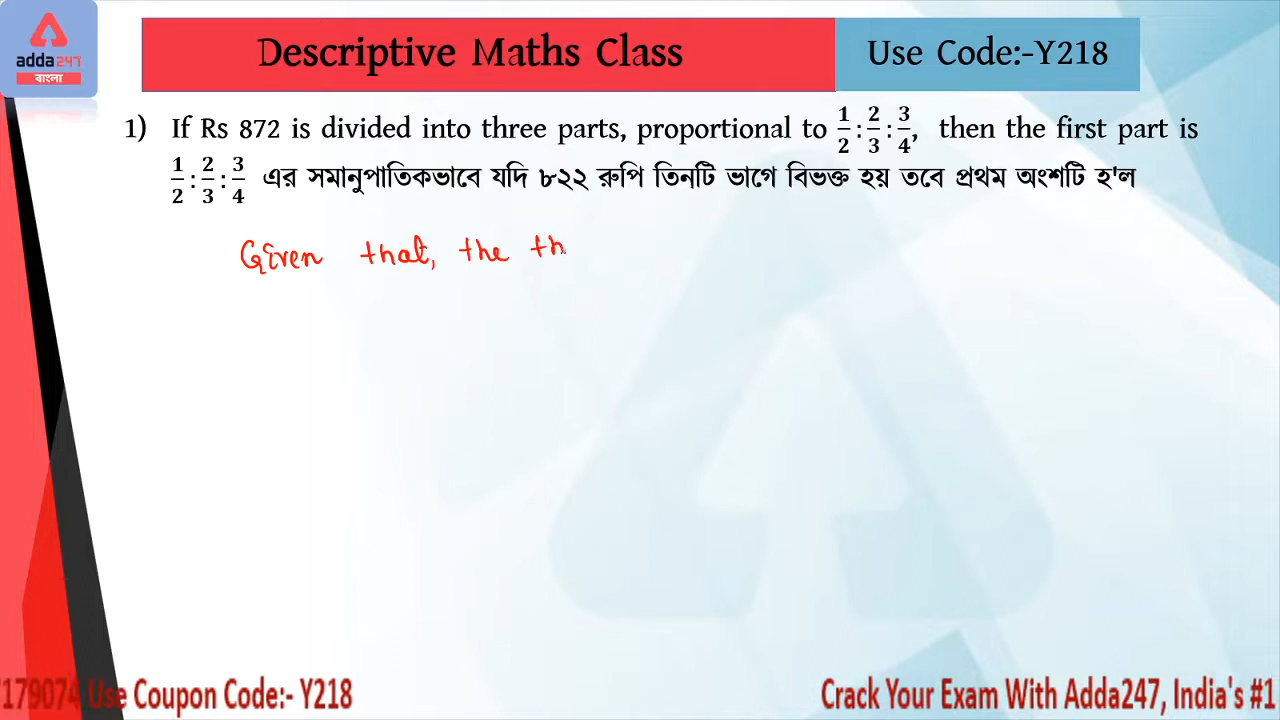 adda247
বাংলা
Descriptive Maths Class
Use Code:-Y218
1) If Rs 872 is divided into three parts, proportional to 1/2 : 2/3 : 3/4, then the first part is
1/2 : 2/3 : 3/4 এর সমানুপাতিকভাবে যদি ৮২২ রুপি তিনটি ভাগে বিভক্ত হয় তবে প্রথম অংশটি হ'ল
Given that, the th
179074 Use Coupon Code:- Y218
Crack Your Exam With Adda247, India's #1